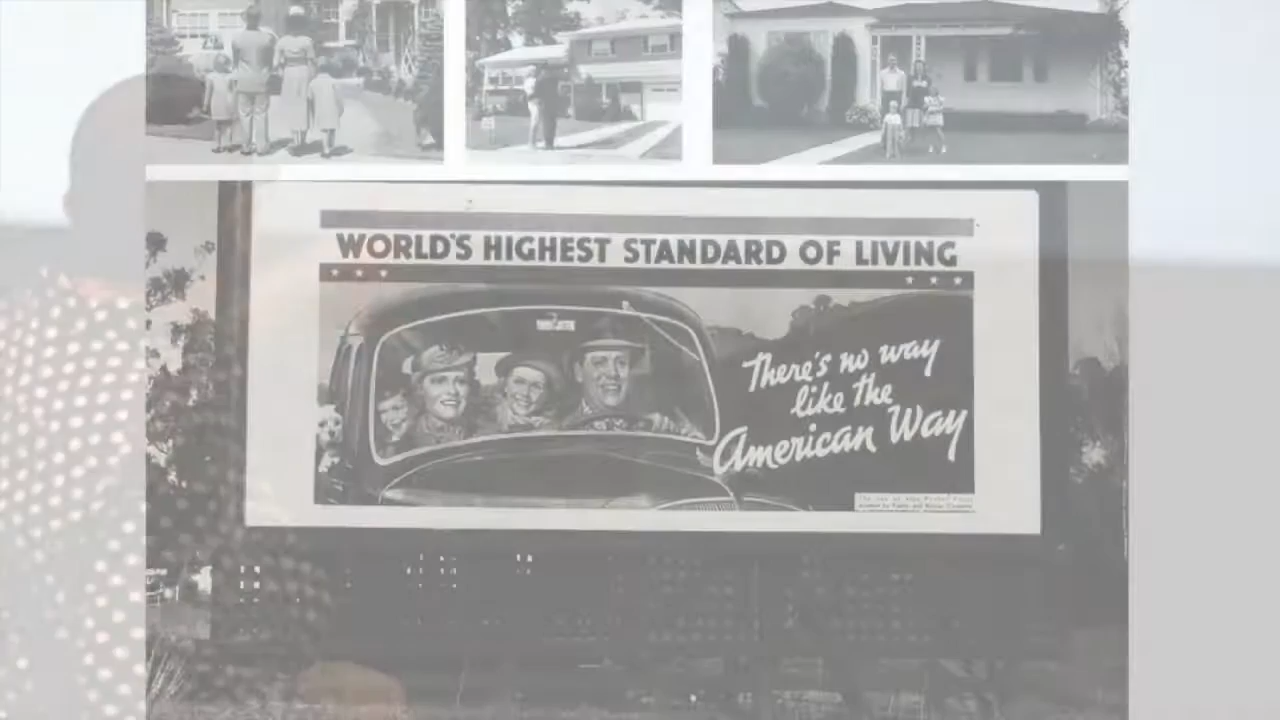 WORLD'S HIGHEST STANDARD OF LIVING
There's no way
like the
American Way